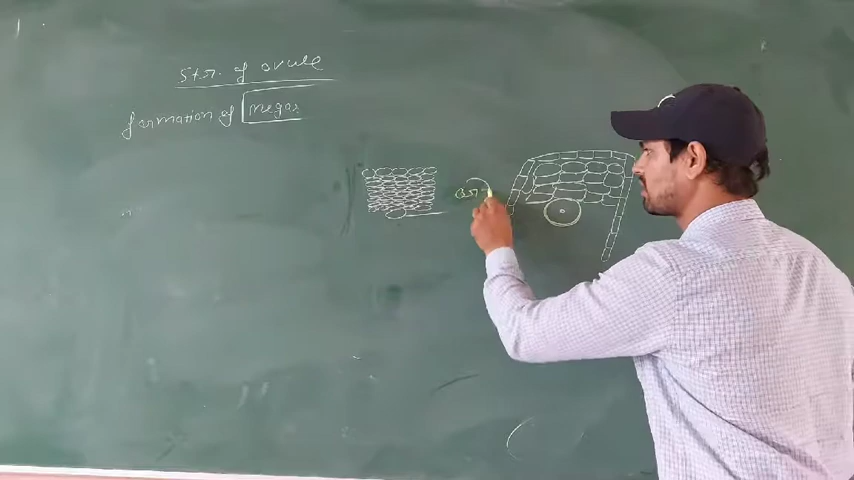 str. of ovule
formation of megas